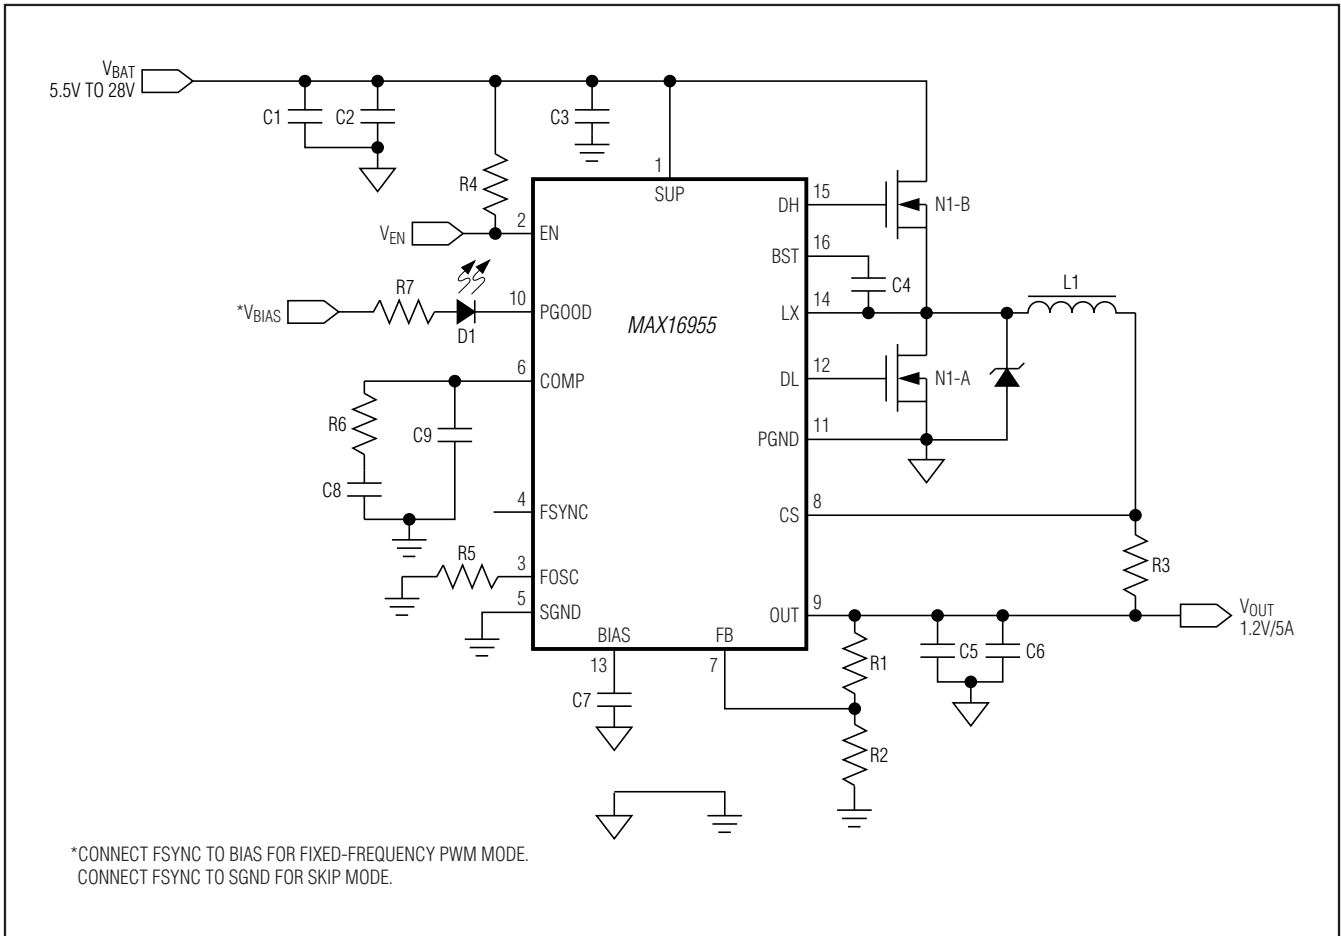 VBAT
5.5V TO 28V
C1
C2
C3
1
SUP
R4
2
EN
VEN
15
DH
N1-B
16
BST
C4
L1
R7
*VBIAS
D1
10
PGOOD
MAX16955
14
LX
6
COMP
12
DL
N1-A
R6
C9
11
PGND
C8
4
FSYNC
8
CS
R5
3
FOSC
R3
5
SGND
9
OUT
VOUT
1.2V/5A
BIAS
FB
13
7
R1
C5
C6
C7
R2
*CONNECT FSYNC TO BIAS FOR FIXED-FREQUENCY PWM MODE.
CONNECT FSYNC TO SGND FOR SKIP MODE.